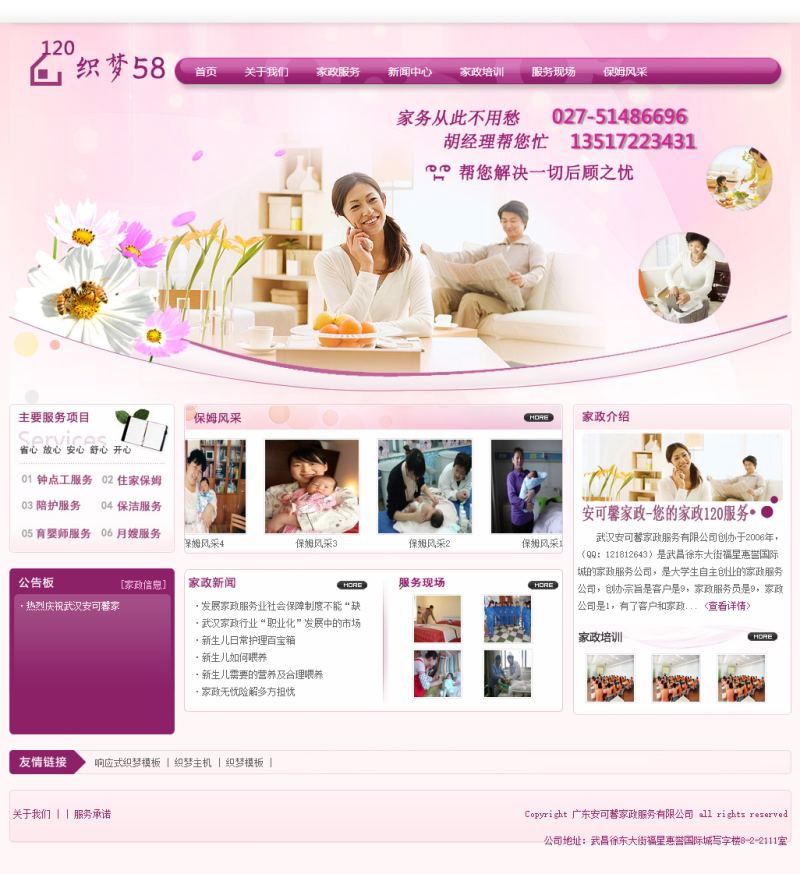 120
织梦58
首页 关于我们 家政服务 新闻中心 家政培训 服务现场 保姆风采
家务从此不用愁 027-51486696
胡经理帮您忙 13517223431
帮您解决一切后顾之忧
主要服务项目
Services
省心 放心 安心 舒心 开心
01 钟点工服务 02 住家保姆
03 陪护服务 04 保洁服务
05 育婴师服务 06 月嫂服务
保姆风采 MORE
保姆风采4 保姆风采3 保姆风采2 保姆风采1
家政介绍
安可馨家政-您的家政120服务
武汉安可馨家政服务有限公司创办于2006年,
(QQ: 121812643) 是武昌徐东大街福星惠誉国际
城的家政服务公司, 是大学生自主创业的家政服务
公司, 创办宗旨是客户是9, 家政服务员是9, 家政
公司是1, 有了客户和家政... <查看详情>
家政培训 MORE
公告板 [家政信息]
·热烈庆祝武汉安可馨家
家政新闻 MORE
·发展家政服务业社会保障制度不能“缺
·武汉家政行业“职业化”发展中的市场
·新生儿日常护理百宝箱
·新生儿如何喂养
·新生儿需要的营养及合理喂养
·家政无忧险解多方担忧
服务现场 MORE
友情链接 响应式织梦模板 | 织梦主机 | 织梦模板 |
关于我们 | | 服务承诺
Copyright 广东安可馨家政服务有限公司 all rights reserved
公司地址: 武昌徐东大街福星惠誉国际城写字楼8-2-2111室